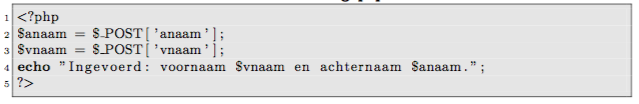 1 <?php
2 $anaam = $_POST['anaam'];
3 $vnaam = $_POST['vnaam'];
4 echo "Ingevoerd: voornaam $vnaam en achternaam $anaam.";
5 ?>